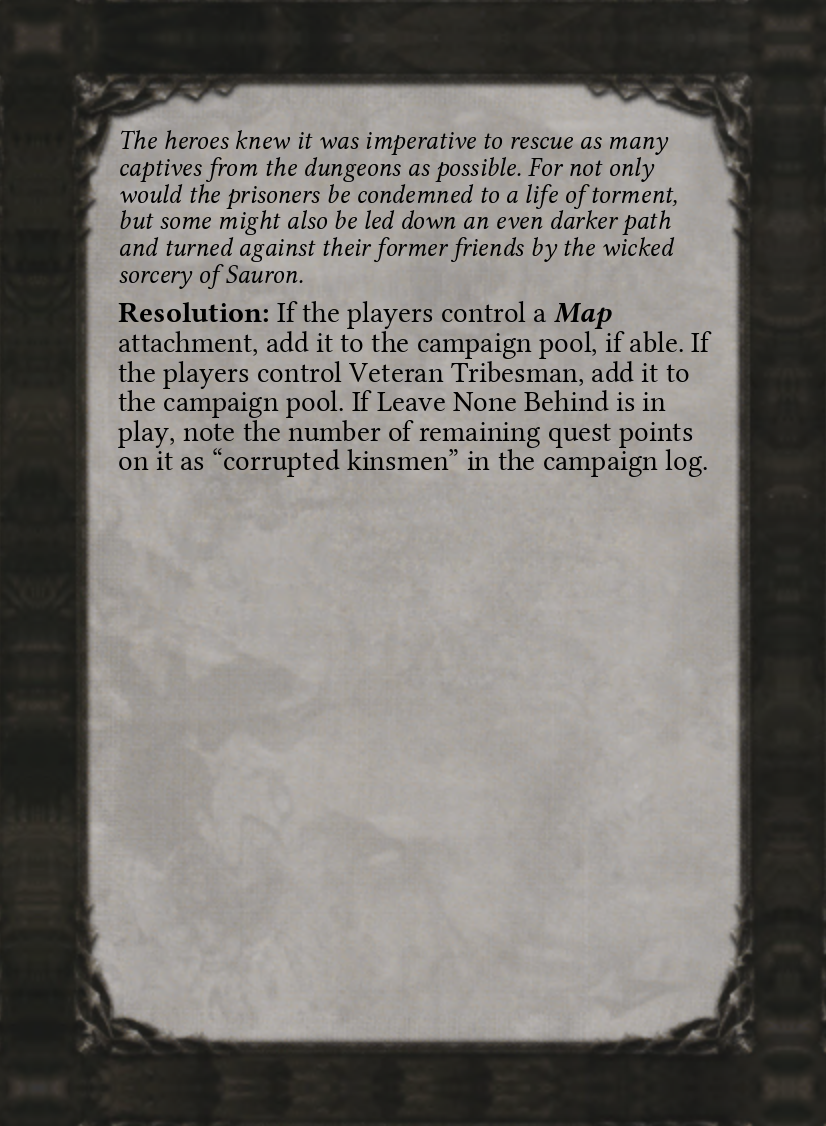 The heroes knew it was imperative to rescue as many
captives from the dungeons as possible. For not only
would the prisoners be condemned to a life of torment,
but some might also be led down an even darker path
and turned against their former friends by the wicked
sorcery of Sauron.
Resolution: If the players control a Map
attachment, add it to the campaign pool, if able. If
the players control Veteran Tribesman, add it to
the campaign pool. If Leave None Behind is in
play, note the number of remaining quest points
on it as “corrupted kinsmen” in the campaign log.